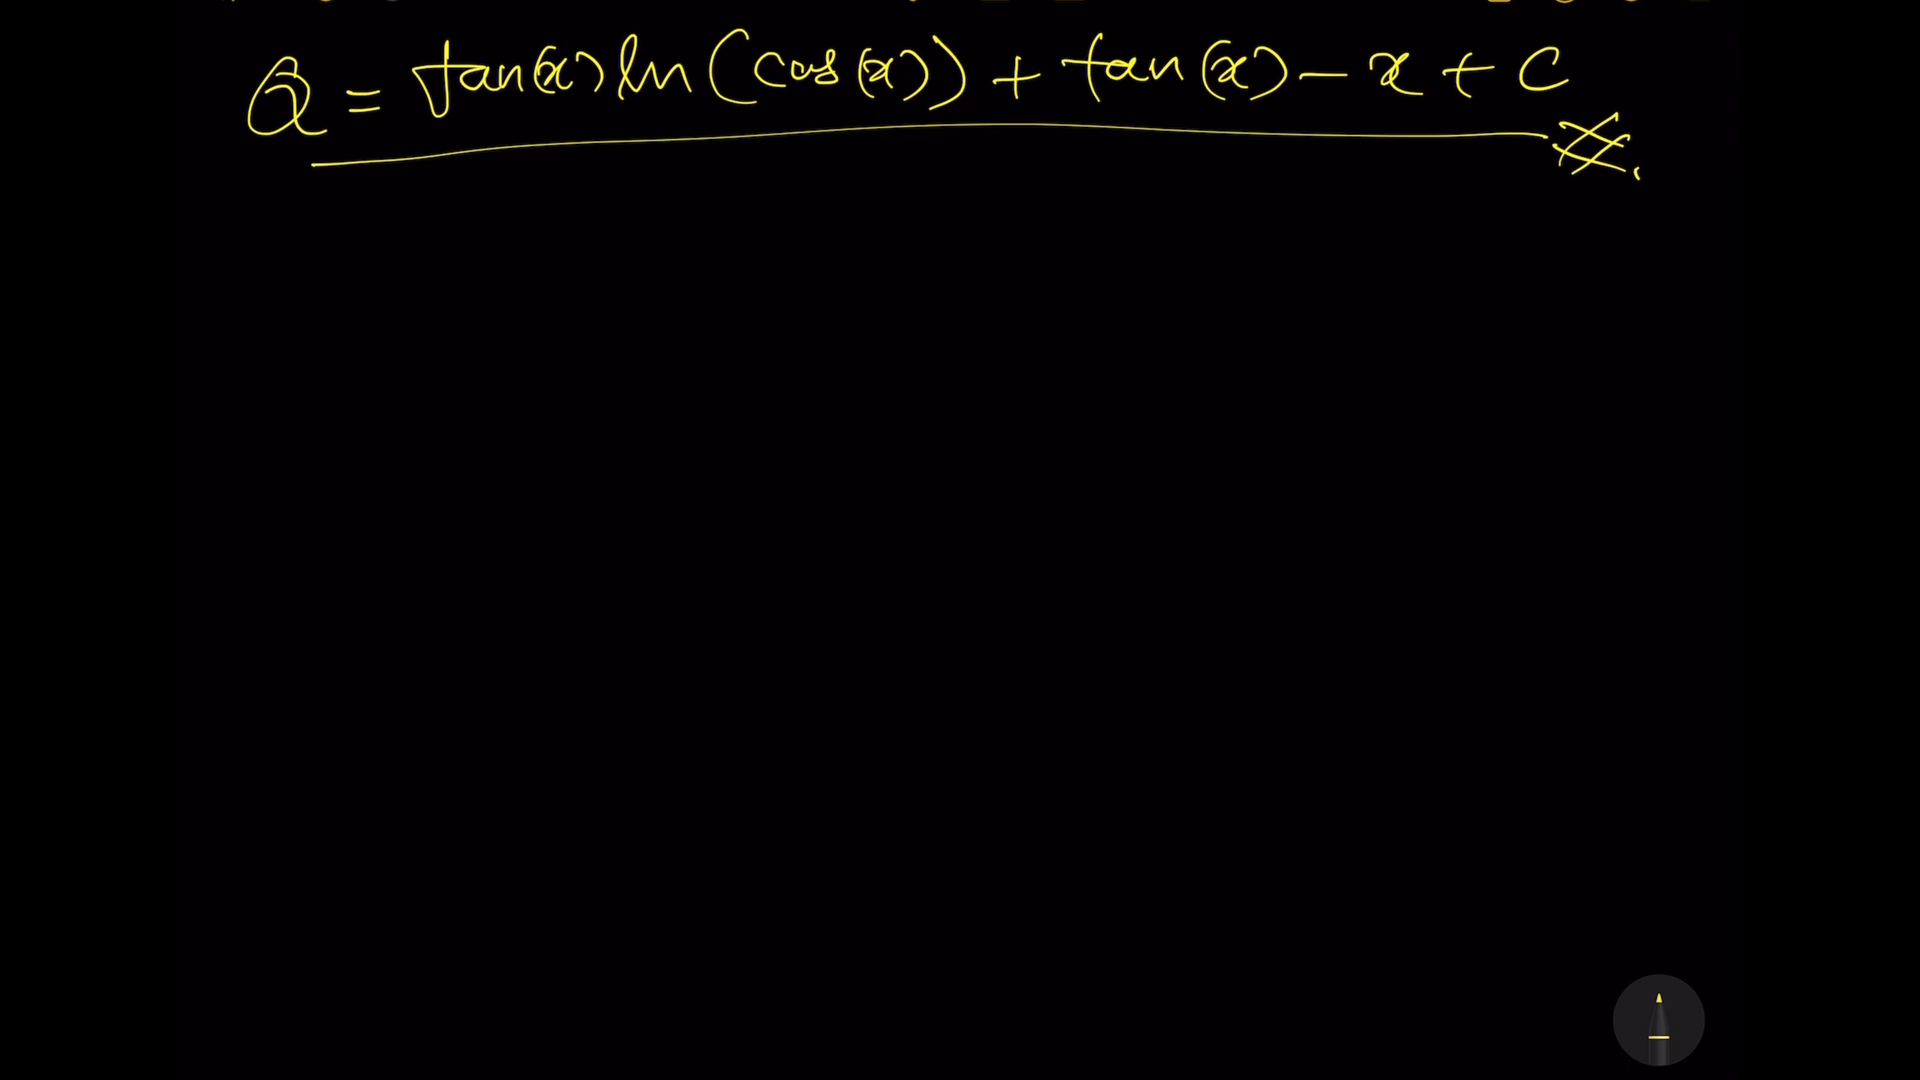 Q = tan(x) ln(cos(x)) + tan(x) - x + C